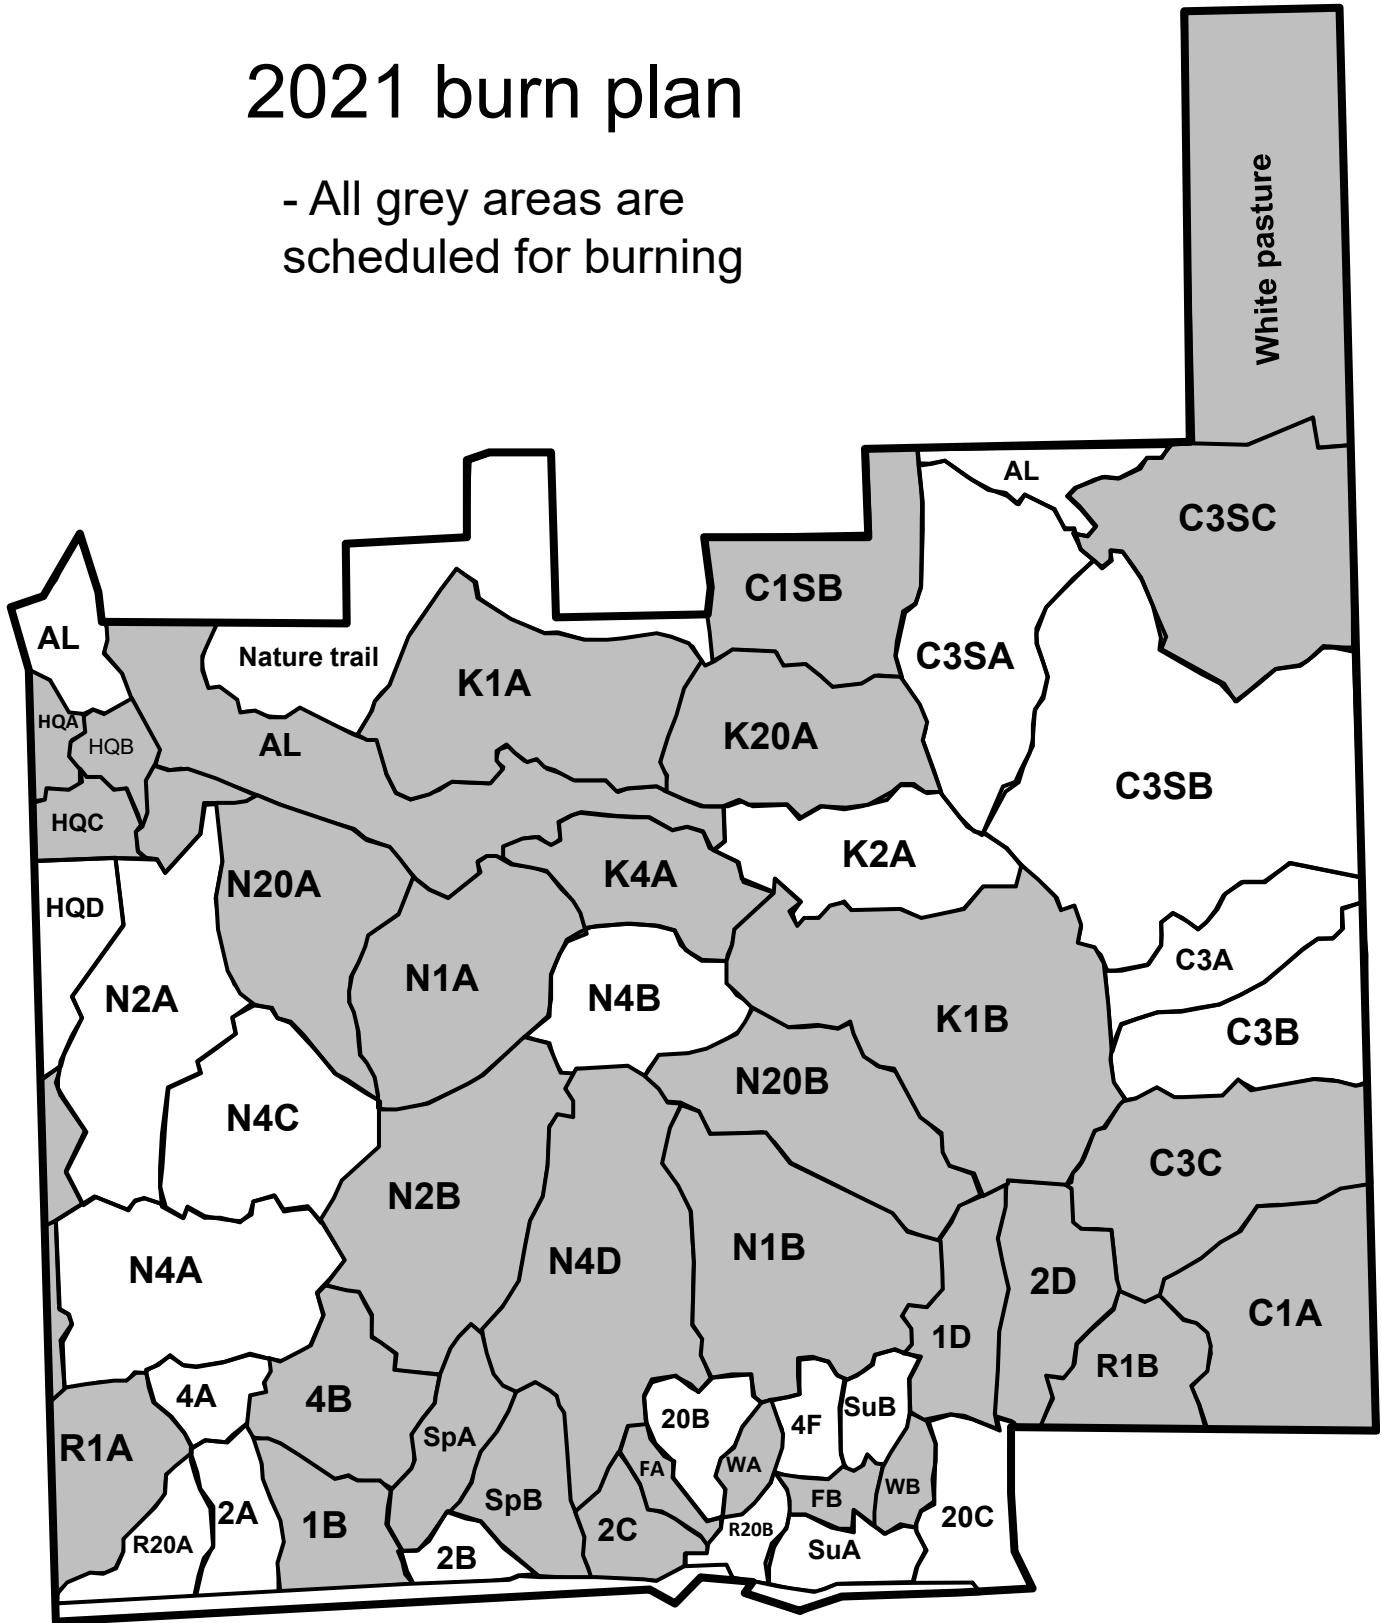 2021 burn plan
- All grey areas are
scheduled for burning
White pasture
AL
C3SC
C1SB
AL
Nature trail
C3SA
K1A
HQA
HQB
AL
K20A
C3SB
HQC
K2A
N20A
K4A
HQD
C3A
N1A
N2A
N4B
K1B
C3B
N20B
N4C
C3C
N2B
N1B
N4D
N4A
2D
C1A
1D
R1B
4A
4B
20B
4F
SuB
R1A
SpA
FA
WA
WB
SpB
FB
2A
1B
2C
R20B
20C
R20A
2B
SuA